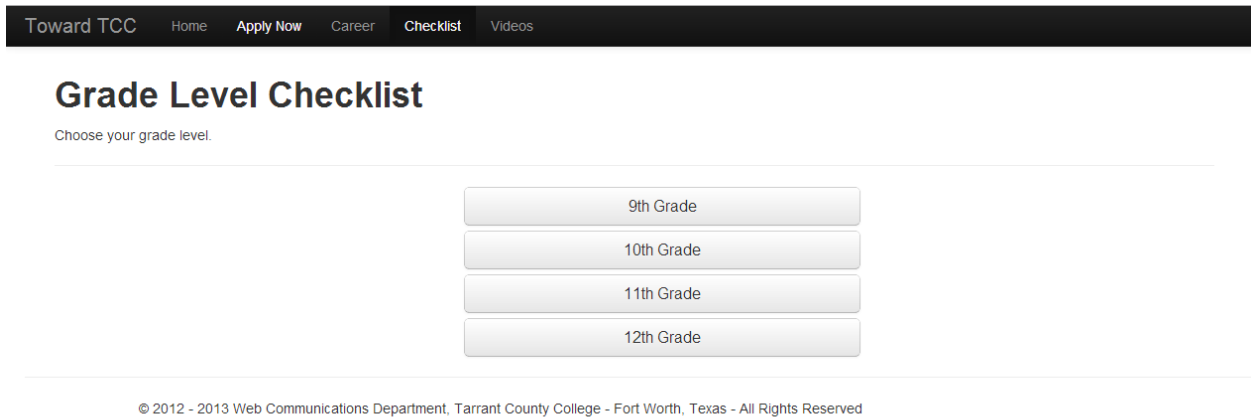 Toward TCC Home Apply Now Career Checklist Videos
Grade Level Checklist
Choose your grade level.
9th Grade
10th Grade
11th Grade
12th Grade
© 2012 - 2013 Web Communications Department, Tarrant County College - Fort Worth, Texas - All Rights Reserved